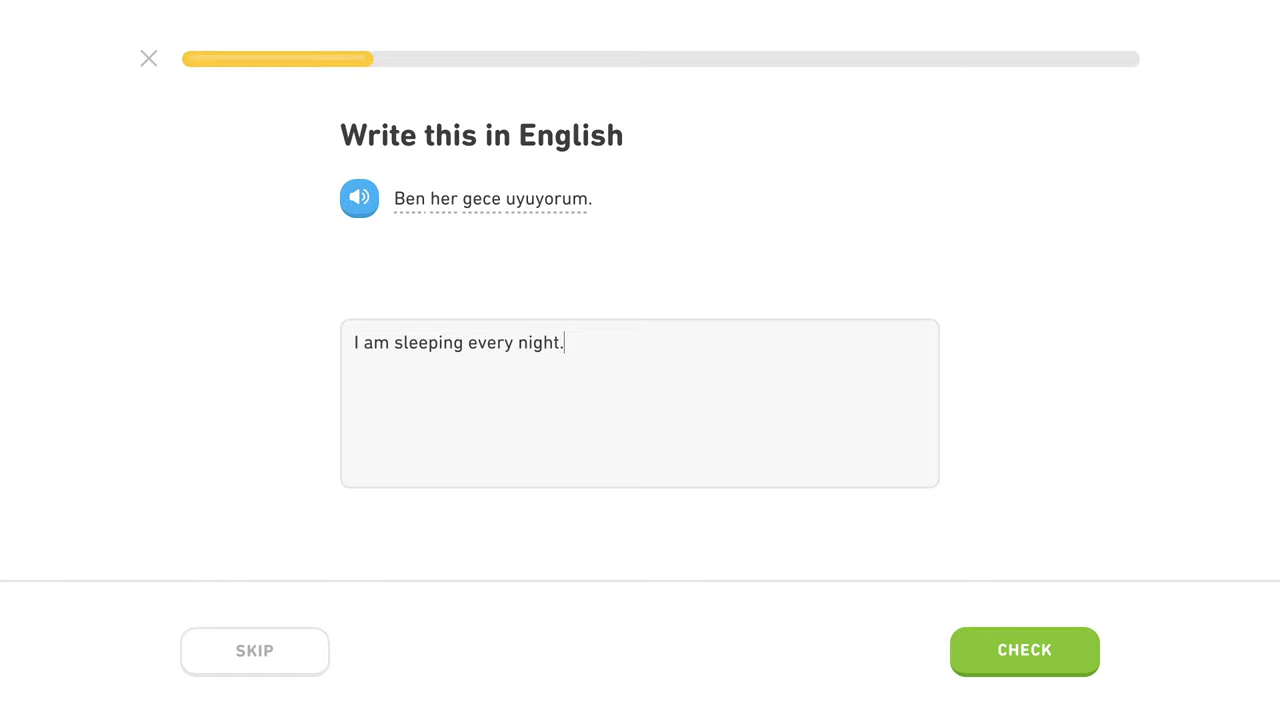 Write this in English
Ben her gece uyuyorum.
I am sleeping every night.
SKIP
CHECK